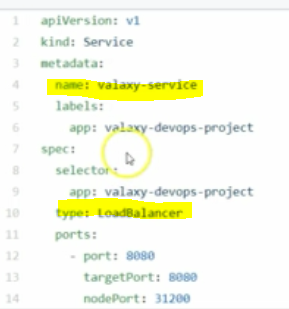 1 apiVersion: v1
2 kind: Service
3 metadata:
4   name: valaxy-service
5   labels:
6     app: valaxy-devops-project
7 spec:
8   selector:
9     app: valaxy-devops-project
10   type: LoadBalancer
11   ports:
12     - port: 8080
13       targetPort: 8080
14       nodePort: 31200